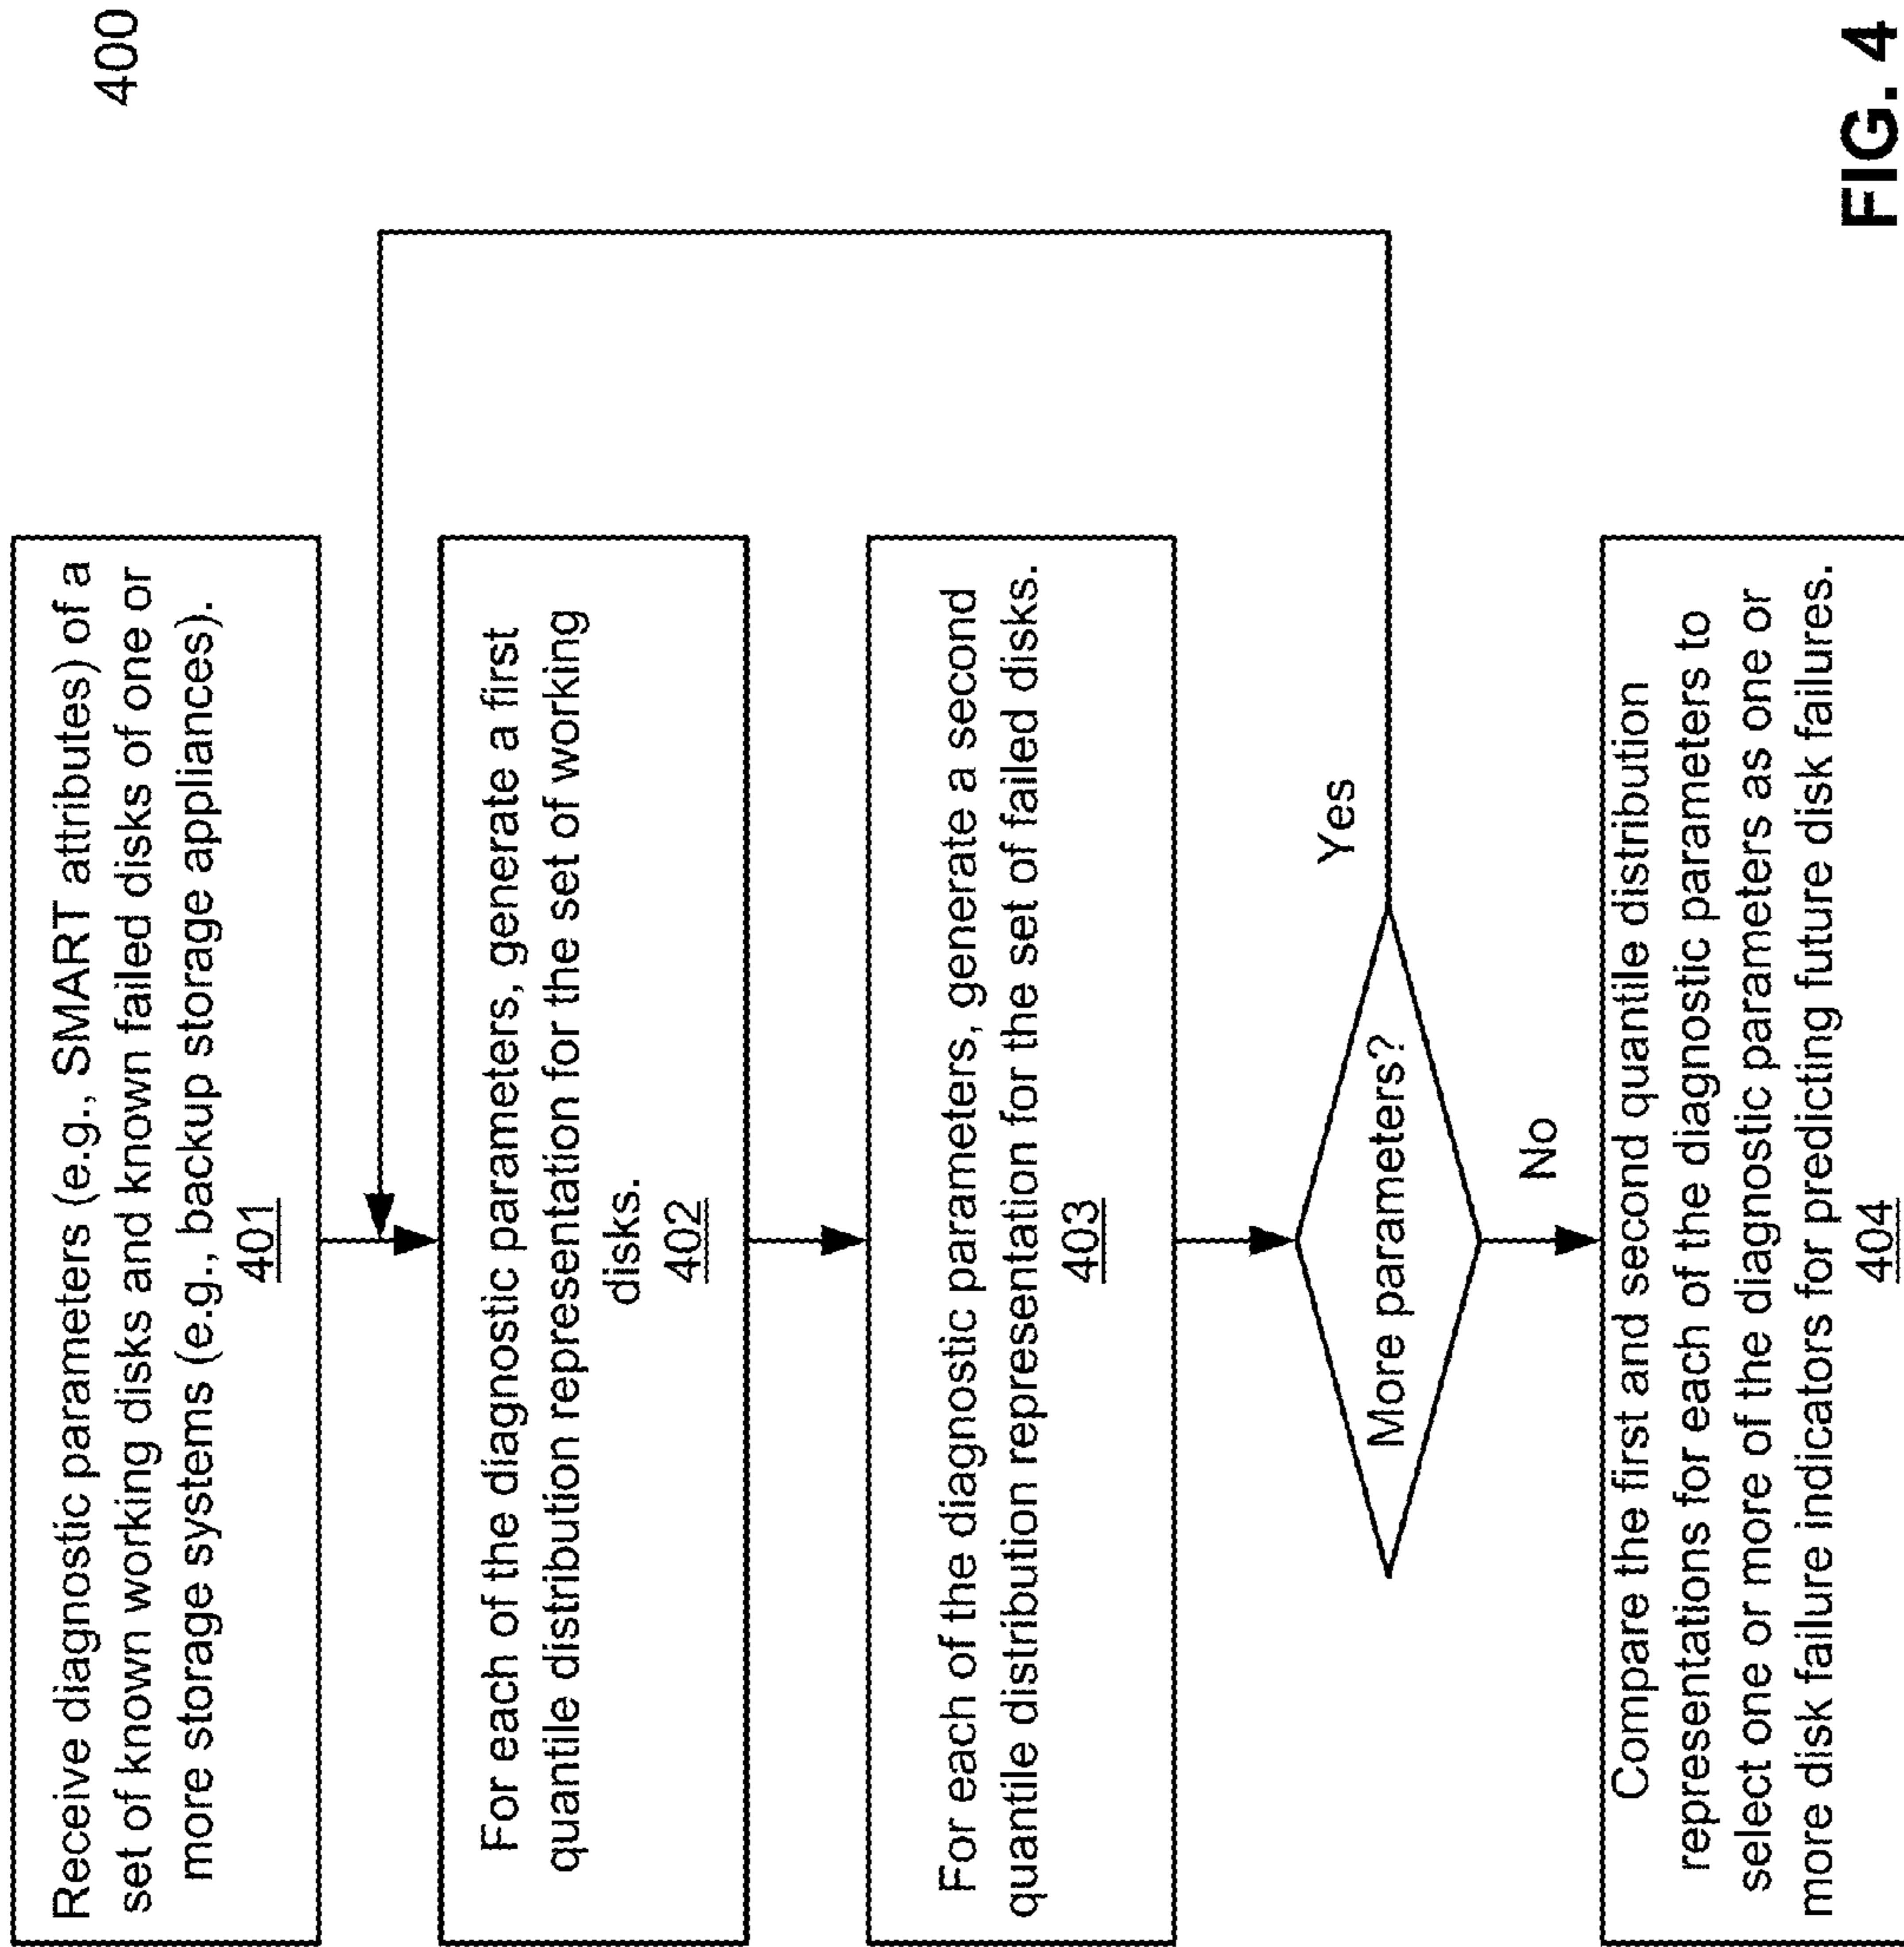 400
Receive diagnostic parameters (e.g., SMART attributes) of a
set of known working disks and known failed disks of one or
more storage systems (e.g., backup storage appliances).
401
For each of the diagnostic parameters, generate a first
quantile distribution representation for the set of working
disks.
402
For each of the diagnostic parameters, generate a second
quantile distribution representation for the set of failed disks.
403
More parameters?
Yes
No
Compare the first and second quantile distribution
representations for each of the diagnostic parameters to
select one or more of the diagnostic parameters as one or
more disk failure indicators for predicting future disk failures.
404
FIG. 4